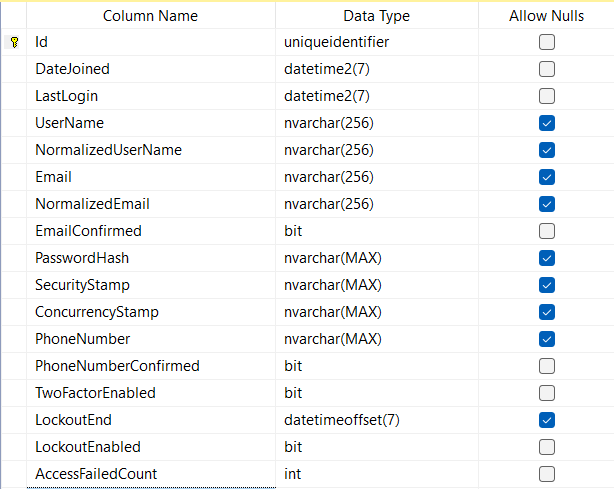 Column Name Data Type Allow Nulls
Id uniqueidentifier
DateJoined datetime2(7)
LastLogin datetime2(7)
UserName nvarchar(256)
NormalizedUserName nvarchar(256)
Email nvarchar(256)
NormalizedEmail nvarchar(256)
EmailConfirmed bit
PasswordHash nvarchar(MAX)
SecurityStamp nvarchar(MAX)
ConcurrencyStamp nvarchar(MAX)
PhoneNumber nvarchar(MAX)
PhoneNumberConfirmed bit
TwoFactorEnabled bit
LockoutEnd datetimeoffset(7)
LockoutEnabled bit
AccessFailedCount int